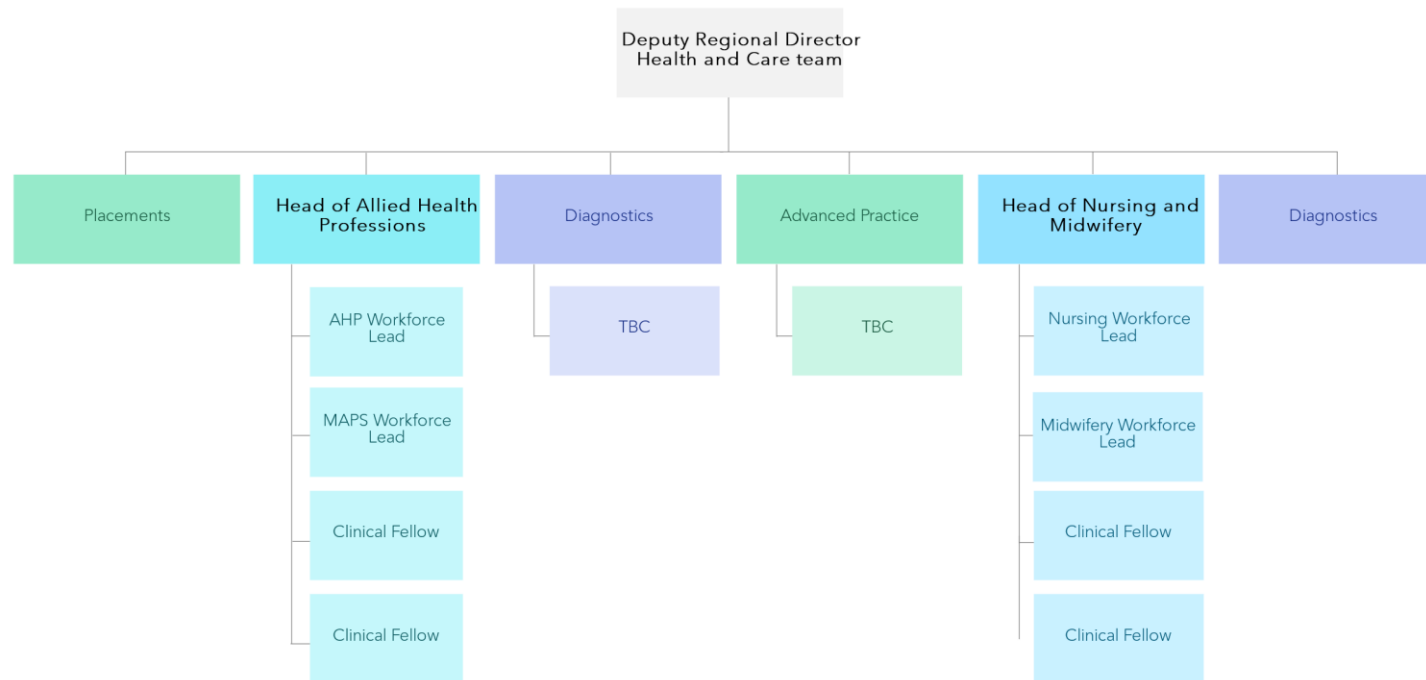 Deputy Regional Director
Health and Care team
Placements
Head of Allied Health
Professions
Diagnostics
Advanced Practice
Head of Nursing and
Midwifery
Diagnostics
AHP Workforce
Lead
MAPS Workforce
Lead
Clinical Fellow
Clinical Fellow
TBC
TBC
Nursing Workforce
Lead
Midwifery Workforce
Lead
Clinical Fellow
Clinical Fellow